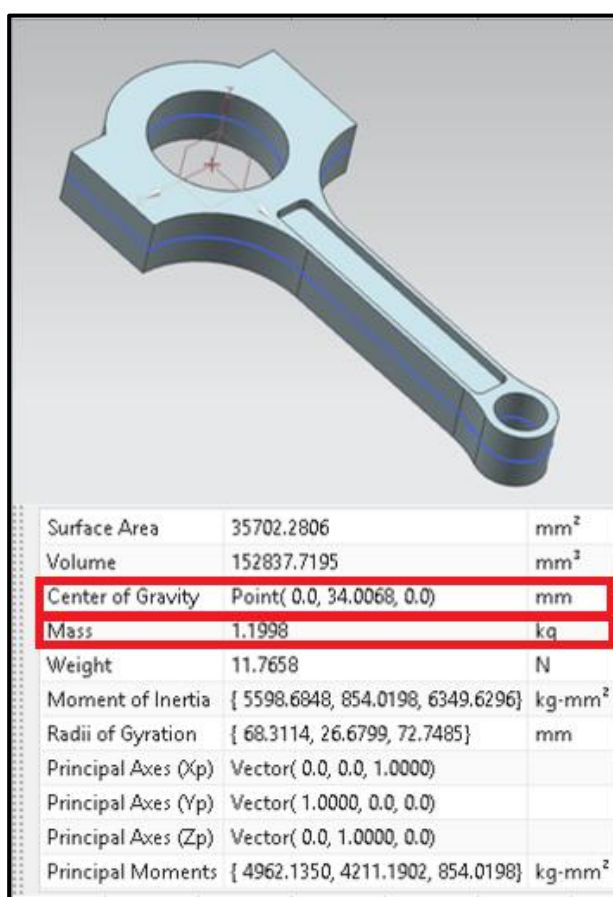 Surface Area 35702.2806 mm²
Volume 152837.7195 mm³
Center of Gravity Point( 0.0, 34.0068, 0.0) mm
Mass 1.1998 kg
Weight 11.7658 N
Moment of Inertia { 5598.6848, 854.0198, 6349.6296} kg-mm²
Radii of Gyration { 68.3114, 26.6799, 72.7485} mm
Principal Axes (Xp) Vector( 0.0, 0.0, 1.0000)
Principal Axes (Yp) Vector( 1.0000, 0.0, 0.0)
Principal Axes (Zp) Vector( 0.0, 1.0000, 0.0)
Principal Moments { 4962.1350, 4211.1902, 854.0198} kg-mm²